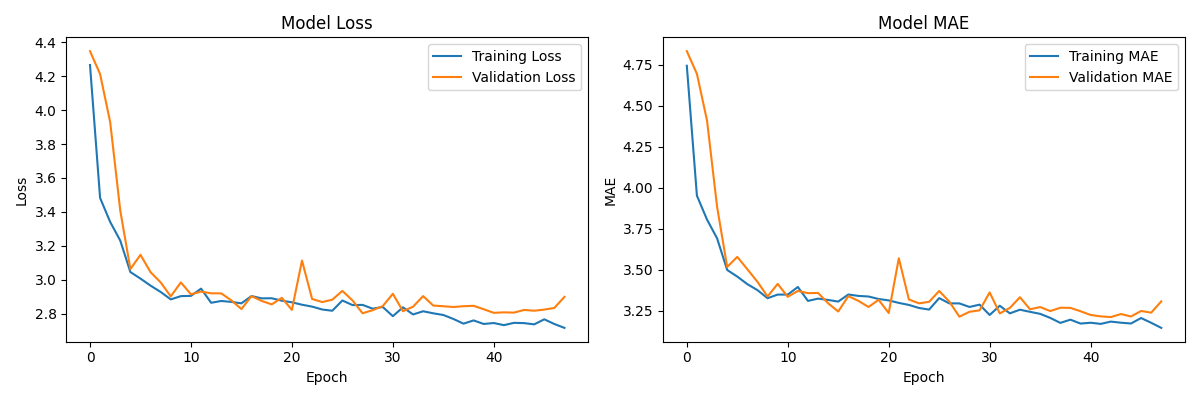 Model Loss
4.4
4.2
4.0
3.8
3.6
3.4
3.2
3.0
2.8
Loss
0
10
20
30
40
Epoch
Training Loss
Validation Loss
Model MAE
4.75
4.50
4.25
4.00
3.75
3.50
3.25
MAE
0
10
20
30
40
Epoch
Training MAE
Validation MAE